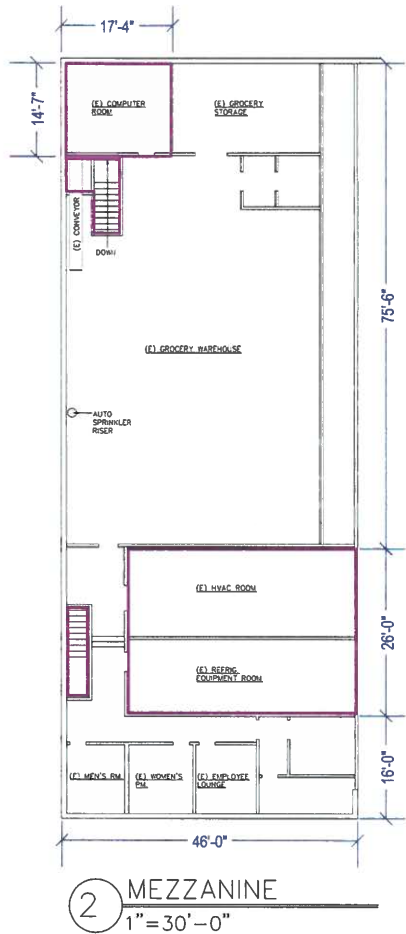 17'-4"
14'-7"
(E) COMPUTER
ROOM
(E) GROCERY
STORAGE
(E) CONVEYOR
DOWN
75'-6"
(E) GROCERY WAREHOUSE
AUTO
SPRINKLER
RISER
(E) HVAC ROOM
26'-0"
(E) REFRIG.
EQUIPMENT ROOM
(E) MEN'S RM.
(E) WOMEN'S
RM.
(E) EMPLOYEE
LOUNGE
16'-0"
46'-0"
2 MEZZANINE
1"=30'-0"